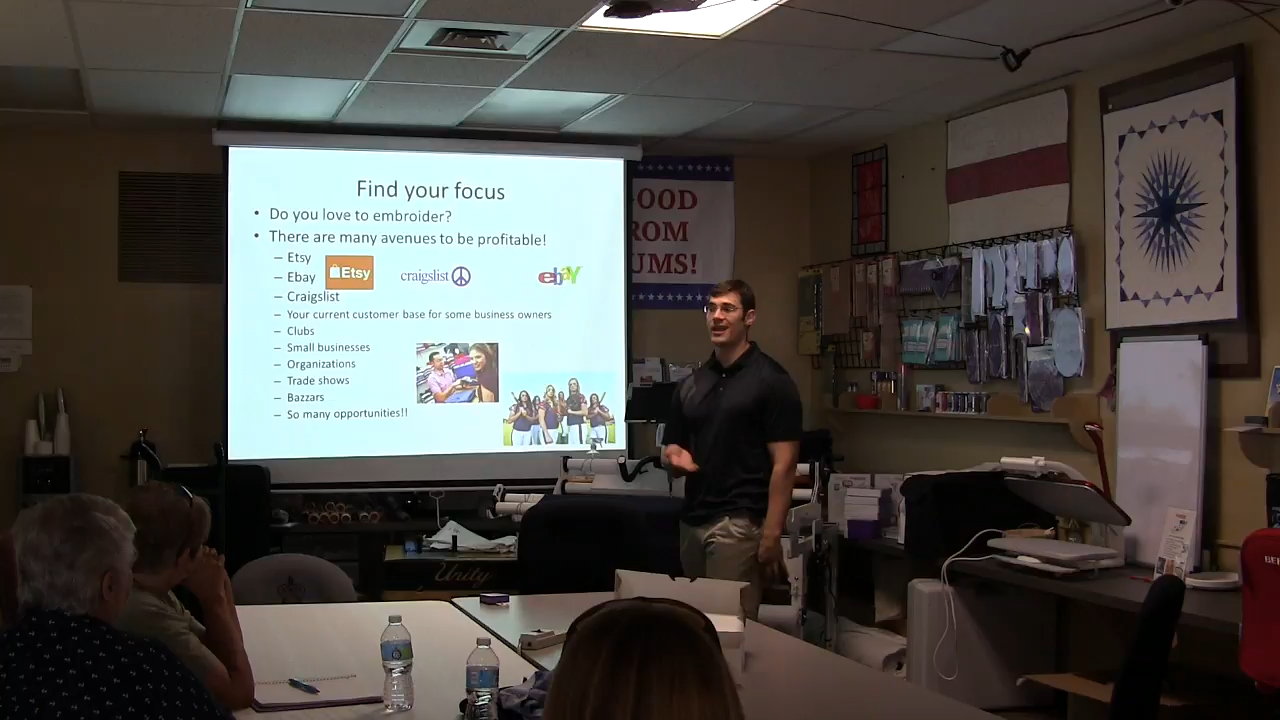 Find your focus
• Do you love to embroider?
• There are many avenues to be profitable!
– Etsy
– Ebay
– Craigslist
– Your current customer base for some business owners
– Clubs
– Small businesses
– Organizations
– Trade shows
– Bazzars
– So many opportunities!!
Etsy
craigslist
ebay
OOD
ROM
UMS!
Unity